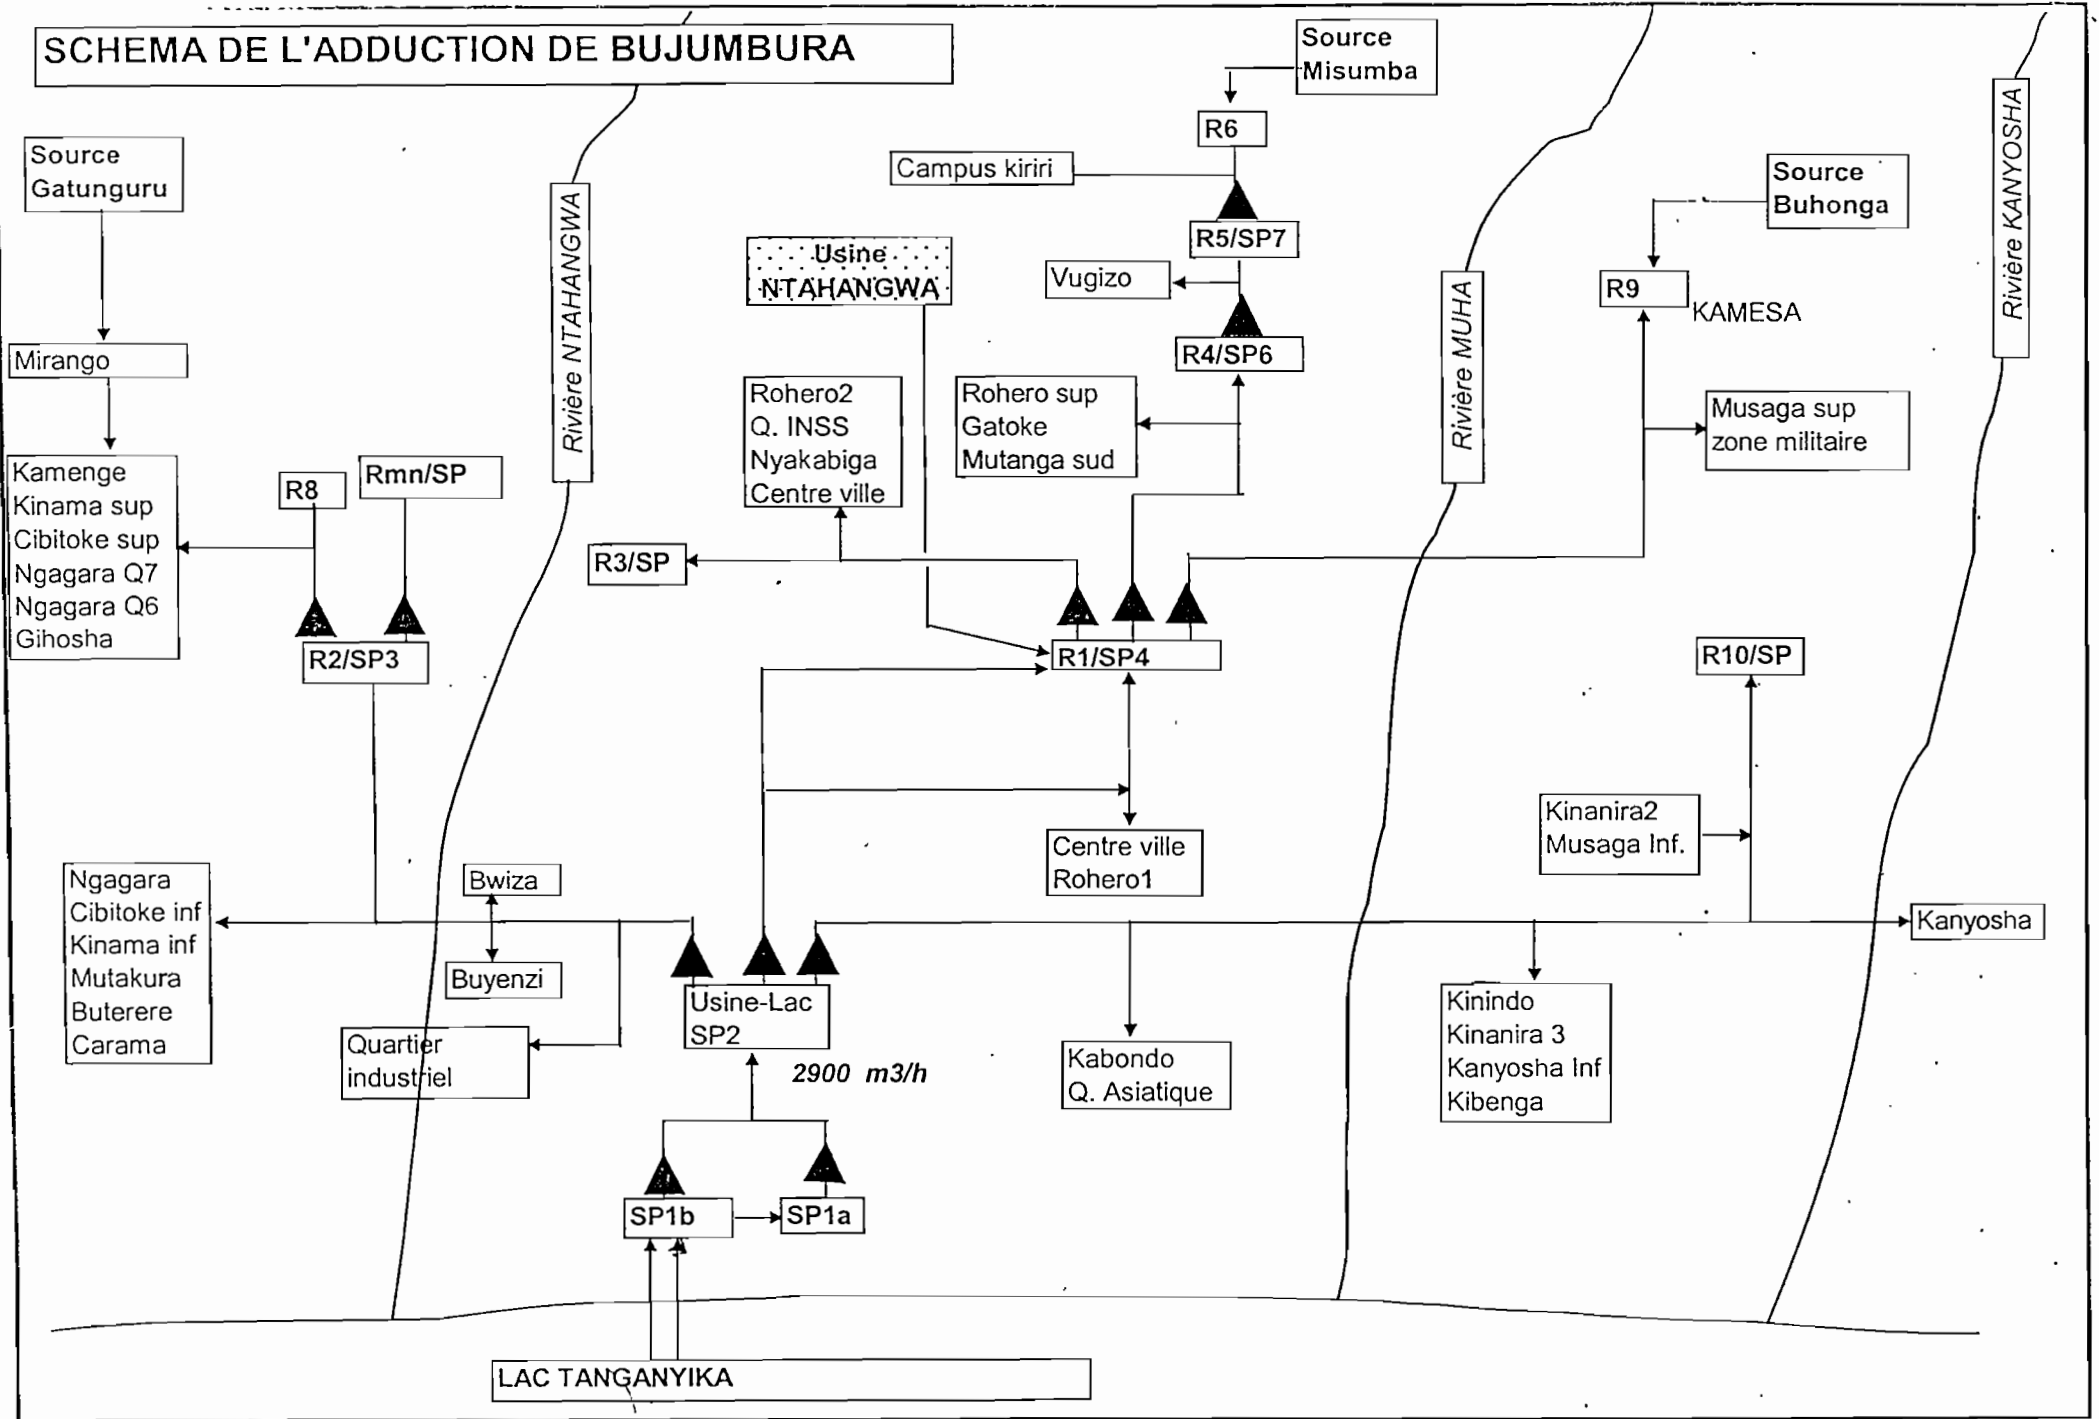 SCHEMA DE L'ADDUCTION DE BUJUMBURA
Source
Misumba
R6
Campus kiriri
Source
Gatunguru
Rivière NTAHANGWA
Rivière KANYOSHA
Source
Buhonga
R5/SP7
Usine
NTAHANGWA
Vugizo
Rivière MUHA
R9
KAMESA
Mirango
R4/SP6
Rohero2
Q. INSS
Nyakabiga
Centre ville
Rohero sup
Gatoke
Mutanga sud
Musaga sup
zone militaire
Kamenge
Kinama sup
Cibitoke sup
Ngagara Q7
Ngagara Q6
Gihosha
R8
Rmn/SP
R3/SP
R2/SP3
R1/SP4
R10/SP
Kinanira2
Musaga Inf.
Centre ville
Rohero1
Ngagara
Cibitoke inf
Kinama inf
Mutakura
Buterere
Carama
Bwiza
Buyenzi
Kanyosha
Usine-Lac
SP2
Quartier
industriel
2900 m3/h
Kabondo
Q. Asiatique
Kinindo
Kinanira 3
Kanyosha Inf
Kibenga
SP1b
SP1a
LAC TANGANYIKA